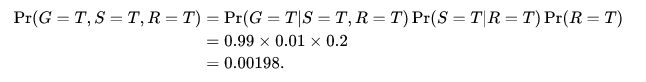 Pr(G = T, S = T, R = T) = Pr(G = T|S = T, R = T) Pr(S = T|R = T) Pr(R = T)
= 0.99 × 0.01 × 0.2
= 0.00198.